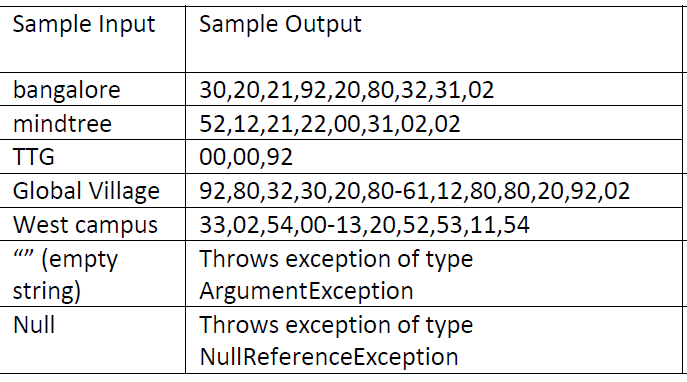 Sample Input Sample Output
bangalore 30,20,21,92,20,80,32,31,02
mindtree 52,12,21,22,00,31,02,02
TTG 00,00,92
Global Village 92,80,32,30,20,80-61,12,80,80,20,92,02
West campus 33,02,54,00-13,20,52,53,11,54
“” (empty string) Throws exception of type ArgumentException
Null Throws exception of type NullReferenceException